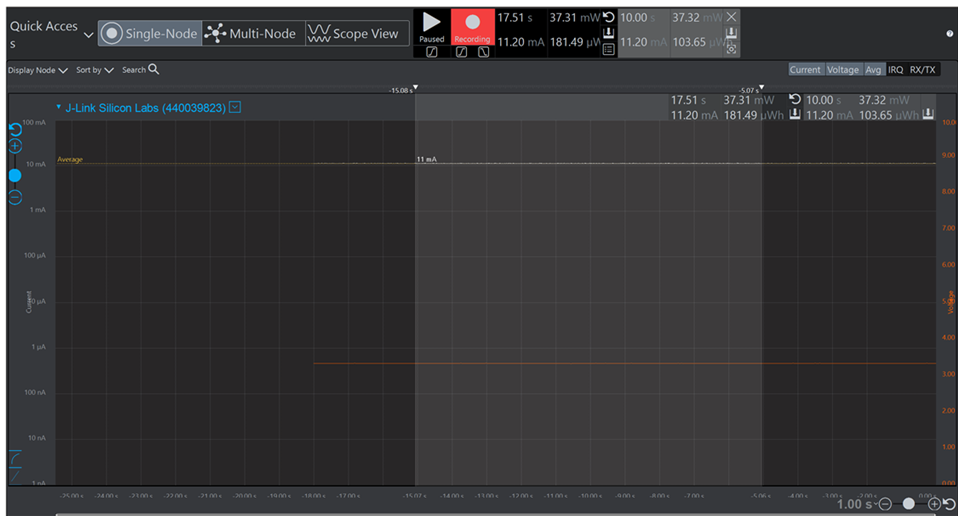 Quick Acces
s
Single-Node
Multi-Node
Scope View
Paused
Recording
17.51 s 37.31 mW
11.20 mA 181.49 µW
10.00 s 37.32 mW
11.20 mA 103.65 µW
Display Node
Sort by
Search
Current Voltage Avg IRQ RX/TX
-15.08 s
-5.07 s
J-Link Silicon Labs (440039823)
17.51 s 37.31 mW
11.20 mA 181.49 µWh
10.00 s 37.32 mW
11.20 mA 103.65 µWh
100 mA
10.00
Average
11 mA
9.00
10 mA
8.00
1 mA
7.00
100 µA
6.00
Current
Voltage
4.00
1 µA
3.00
100 nA
2.00
10 nA
1.00
1 nA
0.00
-25.00 s -24.00 s -23.00 s -22.00 s -21.00 s -20.00 s -19.00 s -18.00 s -17.00 s -15.07 s -14.00 s -13.00 s -12.00 s -11.00 s -10.00 s -9.00 s -8.00 s -7.00 s -5.06 s -4.00 s -3.00 s -2.00 s 0.00 s
1.00 s